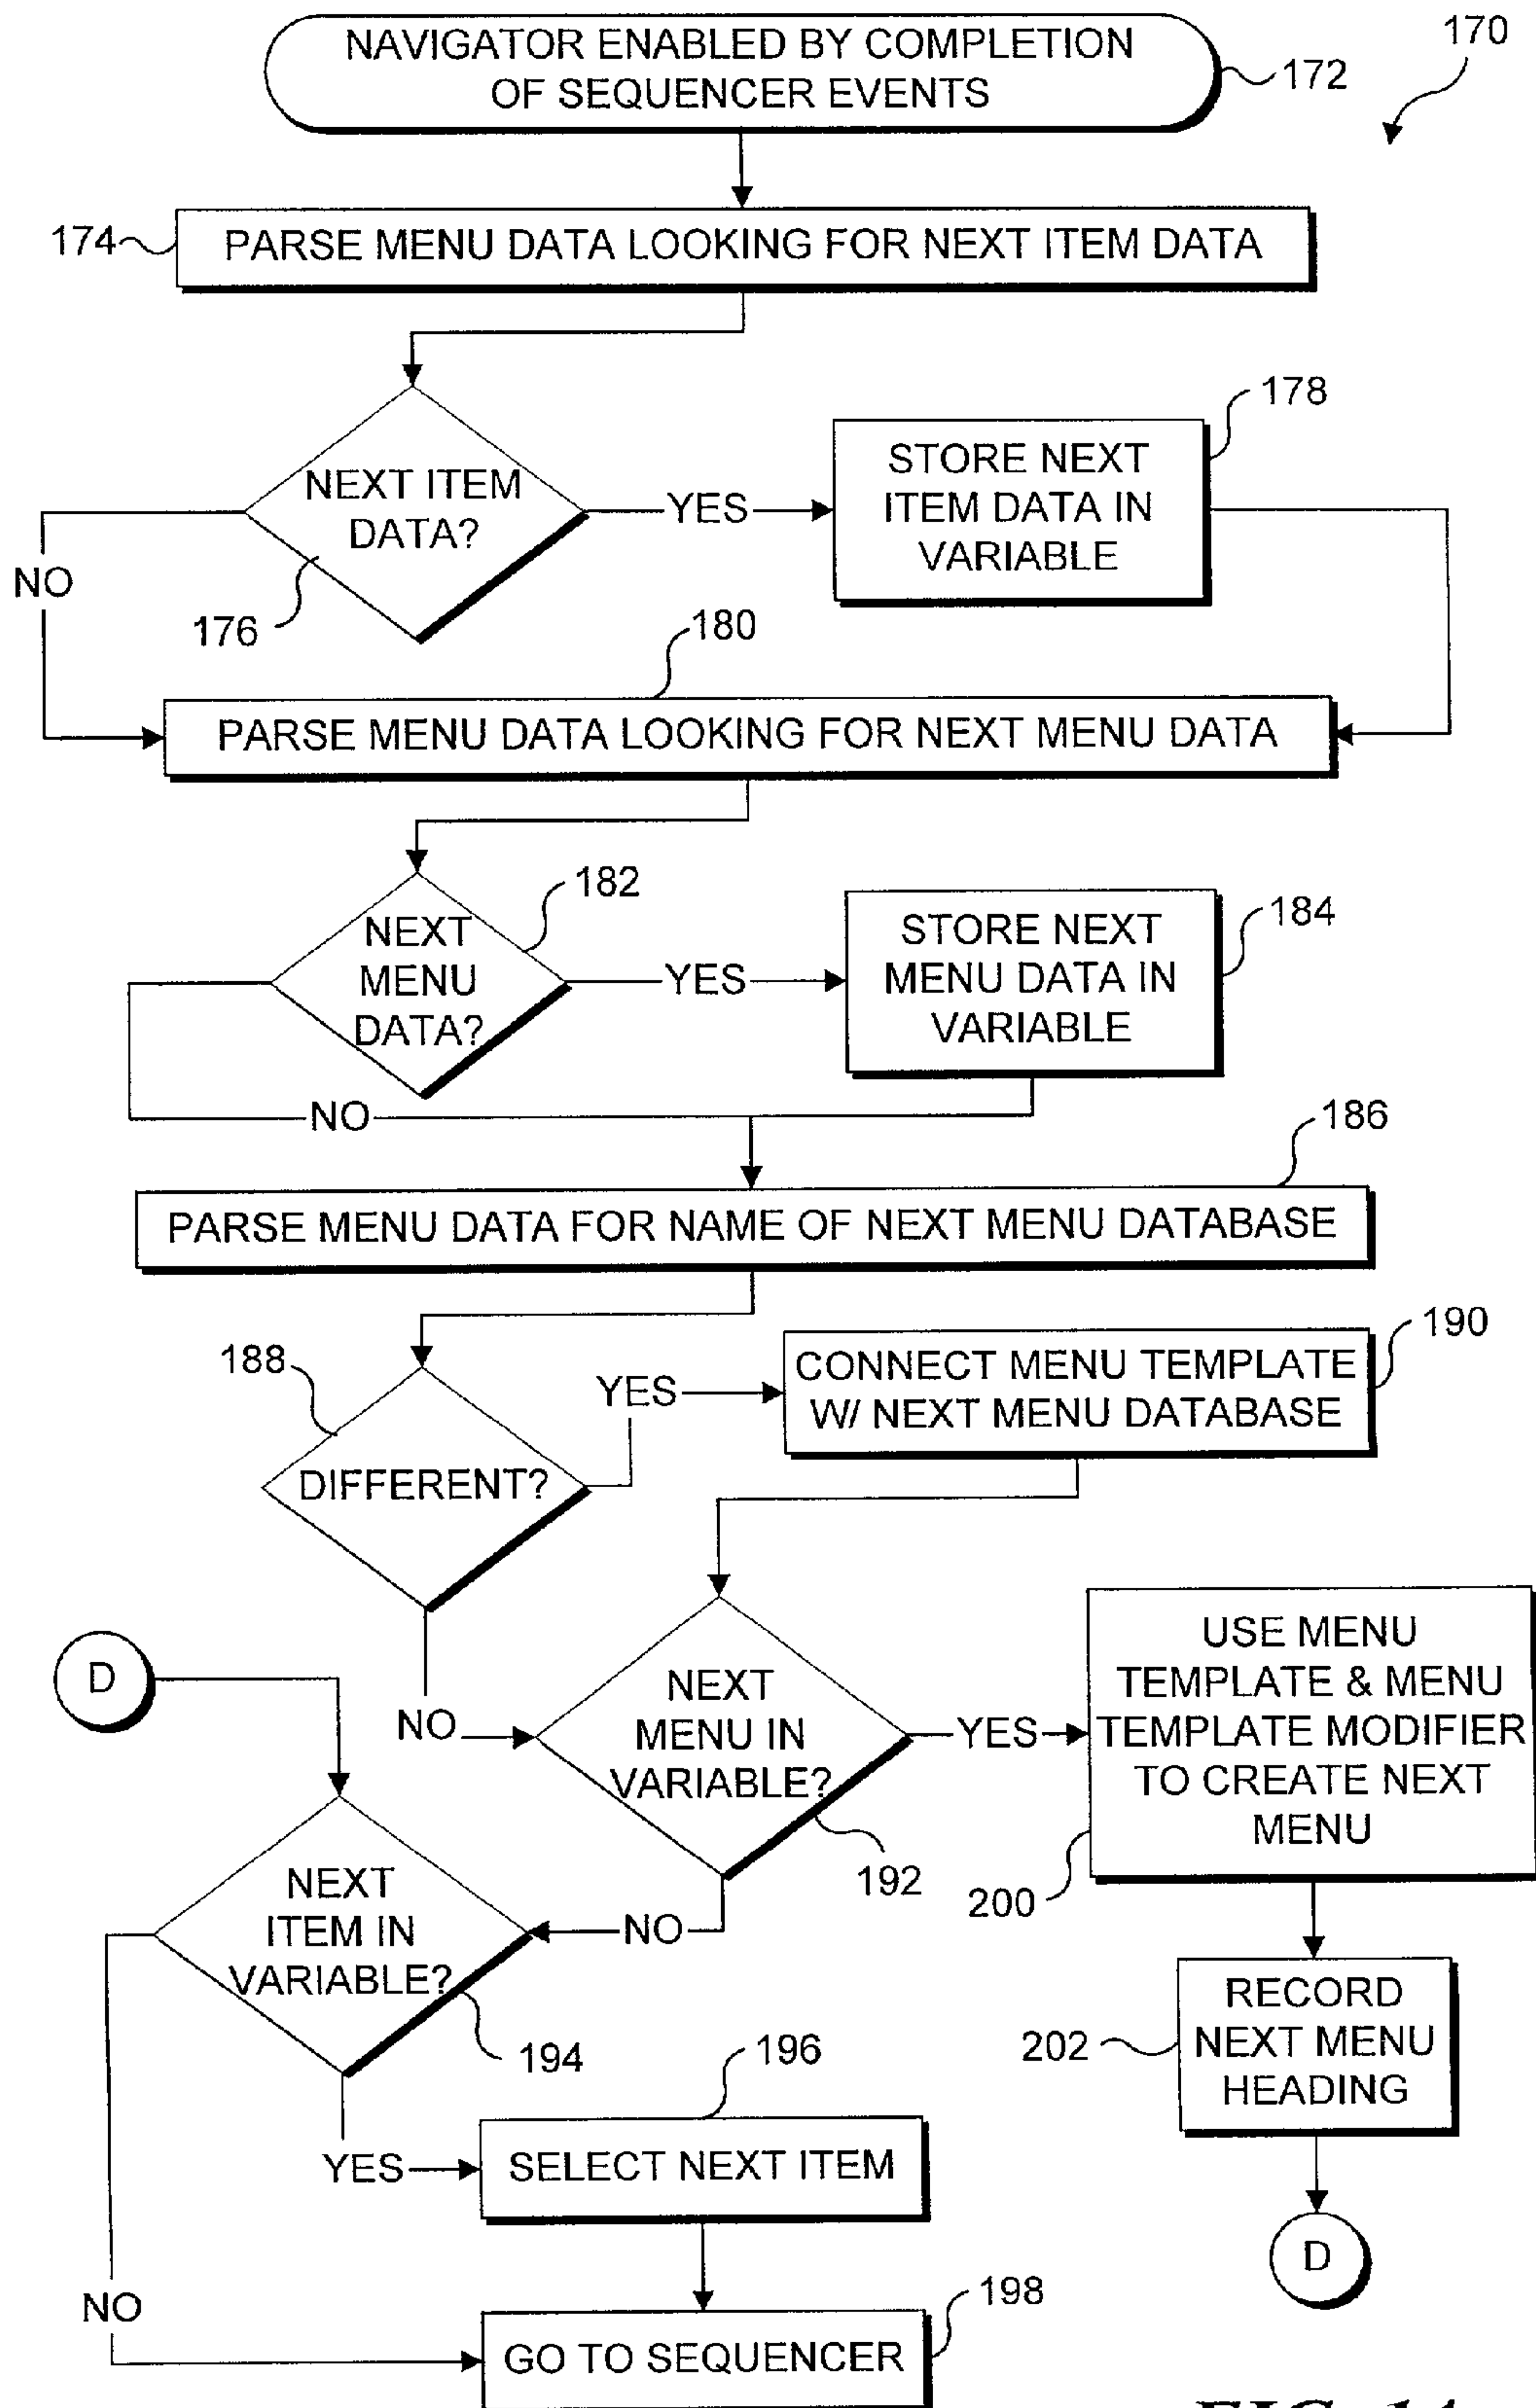 NAVIGATOR ENABLED BY COMPLETION
OF SEQUENCER EVENTS
170
172
174
PARSE MENU DATA LOOKING FOR NEXT ITEM DATA
178
NEXT ITEM
DATA?
YES
STORE NEXT
ITEM DATA IN
VARIABLE
NO
176
180
PARSE MENU DATA LOOKING FOR NEXT MENU DATA
182
NEXT
MENU
DATA?
YES
STORE NEXT
MENU DATA IN
VARIABLE
184
NO
186
PARSE MENU DATA FOR NAME OF NEXT MENU DATABASE
188
DIFFERENT?
YES
CONNECT MENU TEMPLATE
W/ NEXT MENU DATABASE
190
D
NO
NEXT
MENU IN
VARIABLE?
YES
USE MENU
TEMPLATE & MENU
TEMPLATE MODIFIER
TO CREATE NEXT
MENU
192
200
NO
NEXT
ITEM IN
VARIABLE?
194
RECORD
NEXT MENU
HEADING
202
196
YES
SELECT NEXT ITEM
D
NO
198
GO TO SEQUENCER